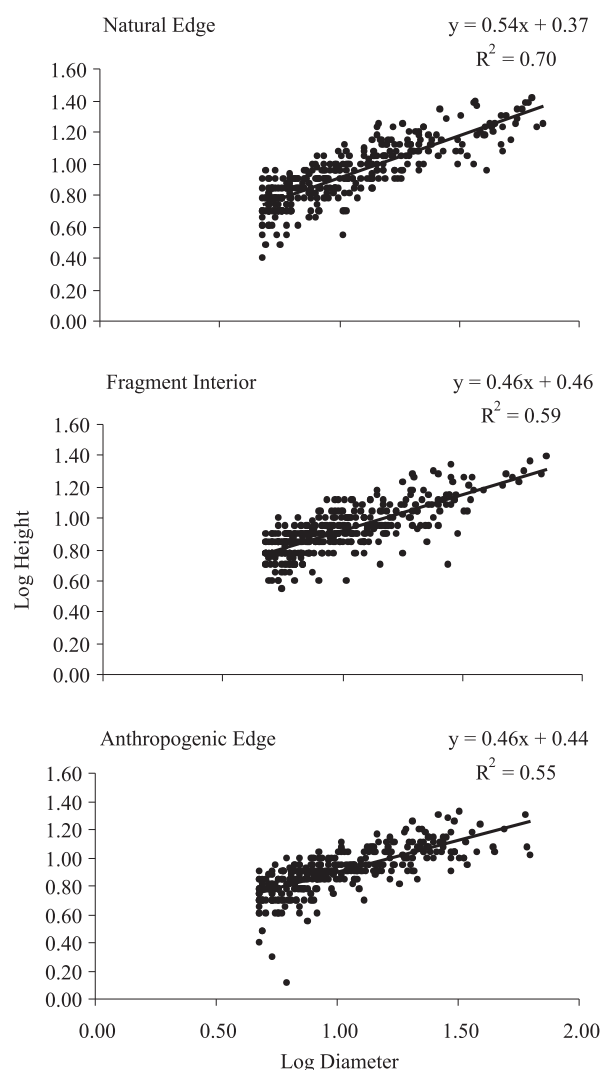 Natural Edge
y = 0.54x + 0.37
R² = 0.70
1.60
1.40
1.20
1.00
0.80
0.60
0.40
0.20
0.00
Fragment Interior
y = 0.46x + 0.46
R² = 0.59
1.60
1.40
1.20
1.00
0.80
0.60
0.40
0.20
0.00
Log Height
Anthropogenic Edge
y = 0.46x + 0.44
R² = 0.55
1.60
1.40
1.20
1.00
0.80
0.60
0.40
0.20
0.00
0.00 0.50 1.00 1.50 2.00
Log Diameter